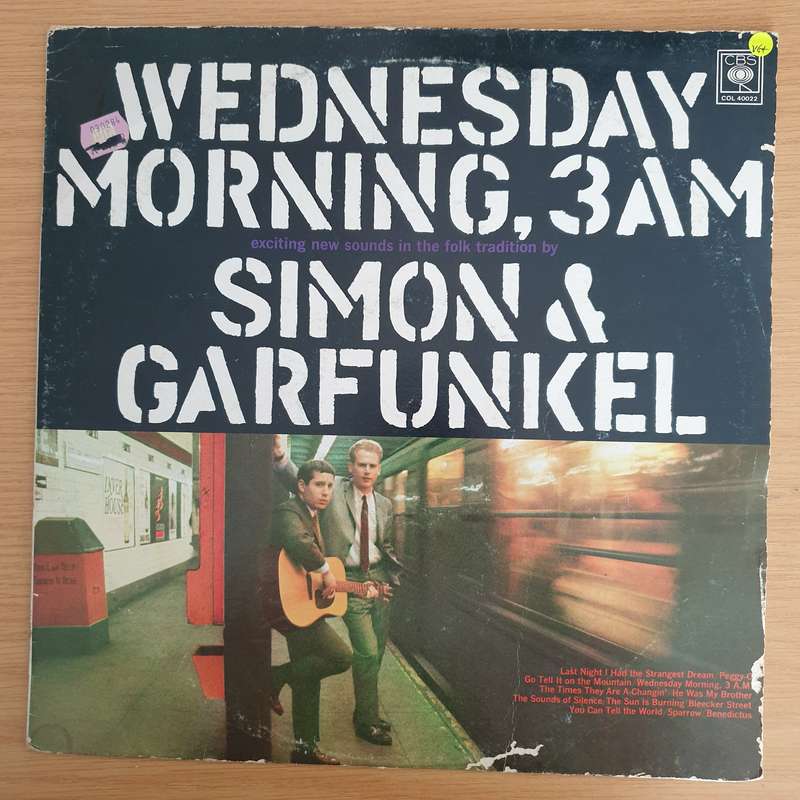 VG+
CBS
COL 40022
090284
WEDNESDAY
MORNING, 3AM
exciting new sounds in the folk tradition by
SIMON &
GARFUNKEL
Last Night I Had the Strangest Dream, Peggy-O
Go Tell It on the Mountain, Wednesday Morning, 3 A.M
The Times They Are A-Changin' He Was My Brother
The Sounds of Silence, The Sun Is Burning Bleecker Street
You Can Tell the World, Sparrow, Benedictus